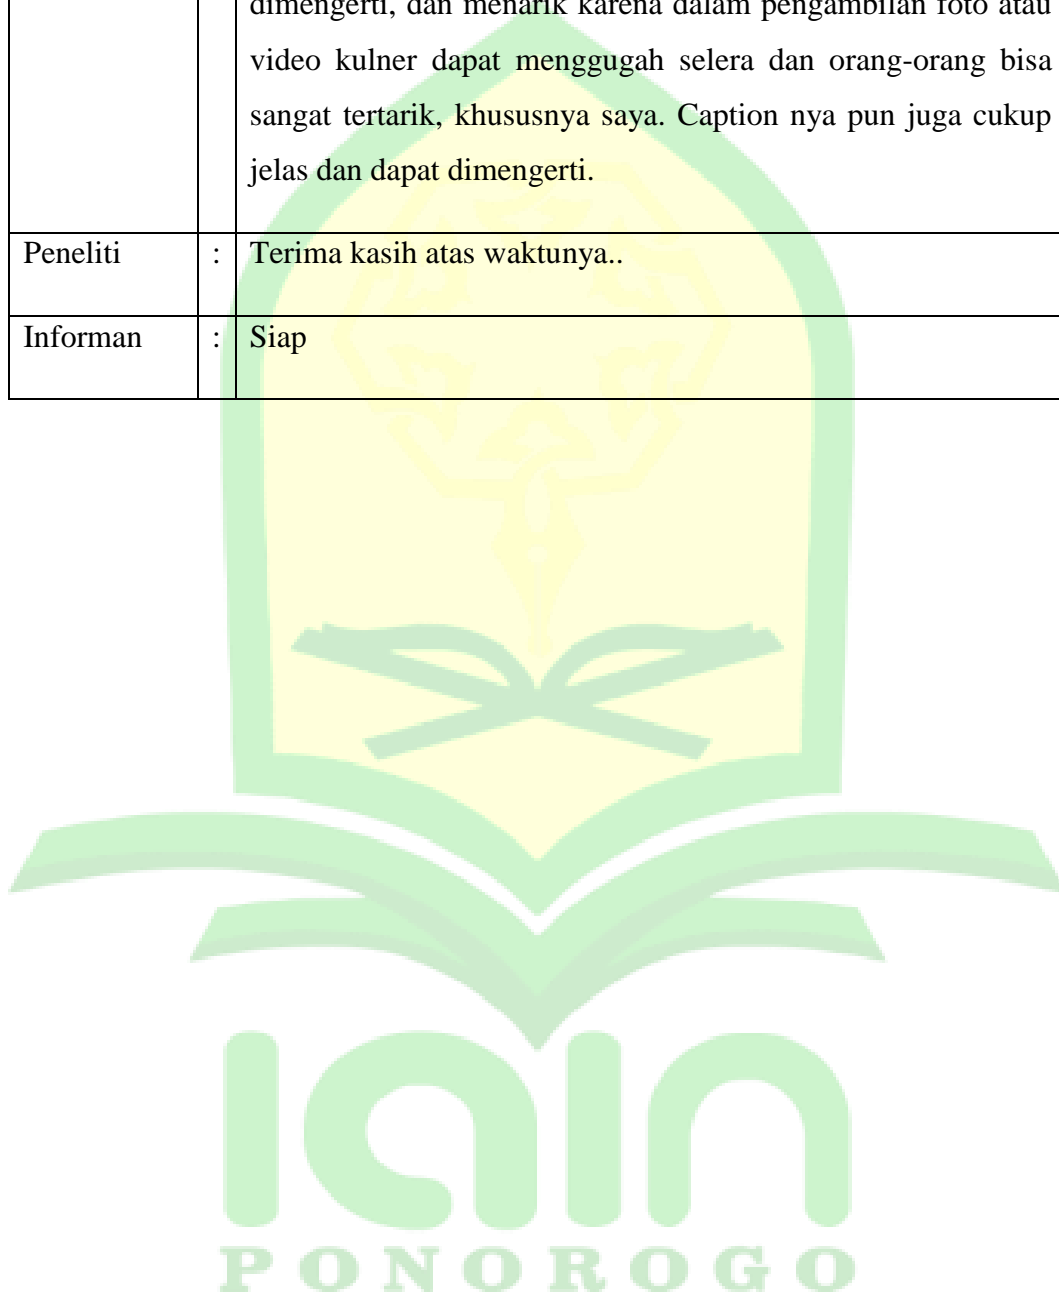 dimengerti, dan menarik karena dalam pengambilan foto atau
video kulner dapat menggugah selera dan orang-orang bisa
sangat tertarik, khususnya saya. Caption nya pun juga cukup
jelas dan dapat dimengerti.
Peneliti : Terima kasih atas waktunya..
Informan : Siap
iain
PONOROGO